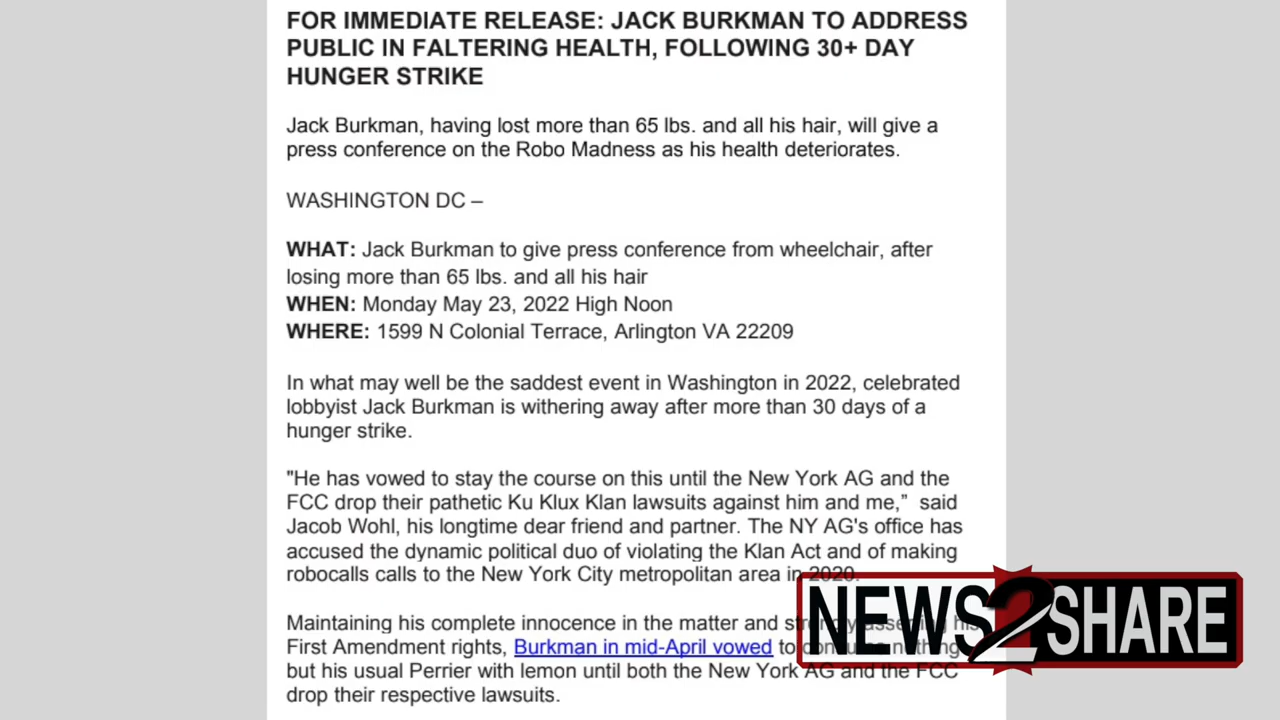 FOR IMMEDIATE RELEASE: JACK BURKMAN TO ADDRESS
PUBLIC IN FALTERING HEALTH, FOLLOWING 30+ DAY
HUNGER STRIKE
Jack Burkman, having lost more than 65 lbs. and all his hair, will give a
press conference on the Robo Madness as his health deteriorates.
WASHINGTON DC –
WHAT: Jack Burkman to give press conference from wheelchair, after
losing more than 65 lbs. and all his hair
WHEN: Monday May 23, 2022 High Noon
WHERE: 1599 N Colonial Terrace, Arlington VA 22209
In what may well be the saddest event in Washington in 2022, celebrated
lobbyist Jack Burkman is withering away after more than 30 days of a
hunger strike.
"He has vowed to stay the course on this until the New York AG and the
FCC drop their pathetic Ku Klux Klan lawsuits against him and me,” said
Jacob Wohl, his longtime dear friend and partner. The NY AG's office has
accused the dynamic political duo of violating the Klan Act and of making
robocalls calls to the New York City metropolitan area in 2020.
Maintaining his complete innocence in the matter and strongly asserting his
First Amendment rights, Burkman in mid-April vowed to consume nothing
but his usual Perrier with lemon until both the New York AG and the FCC
drop their respective lawsuits.
NEWS2SHARE